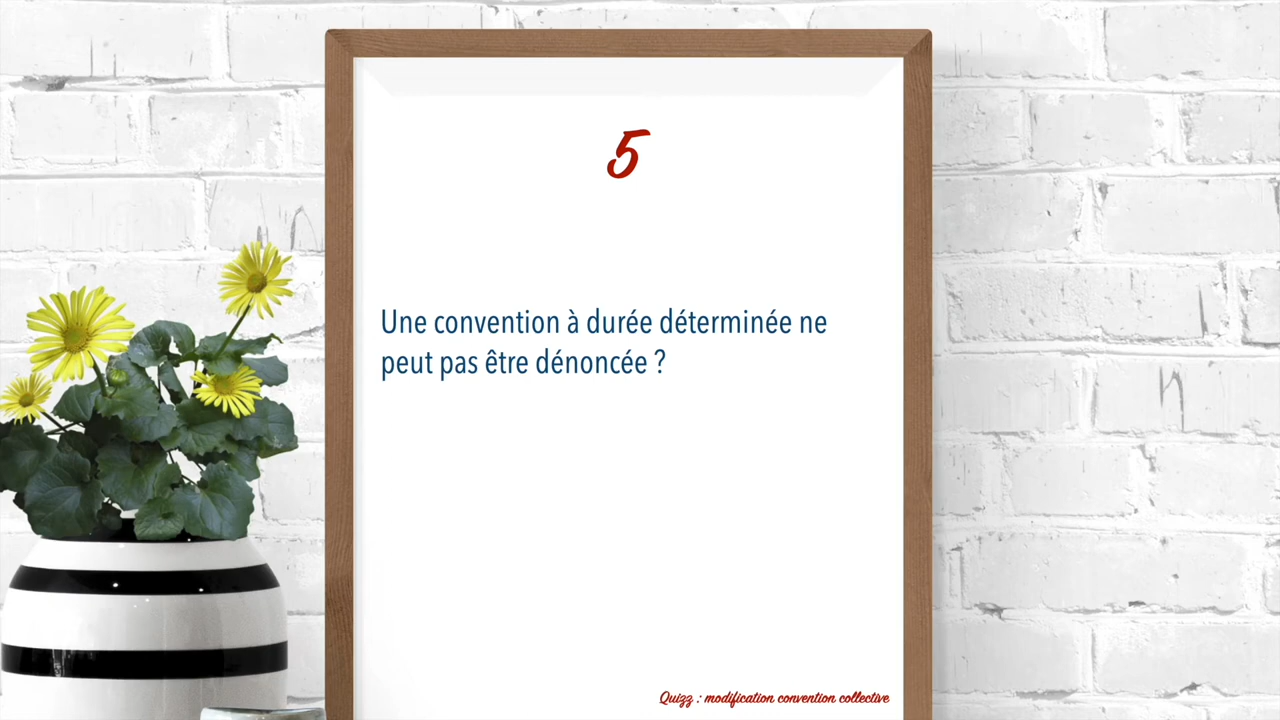 5
Une convention à durée déterminée ne
peut pas être dénoncée ?
Quizz : modification convention collective